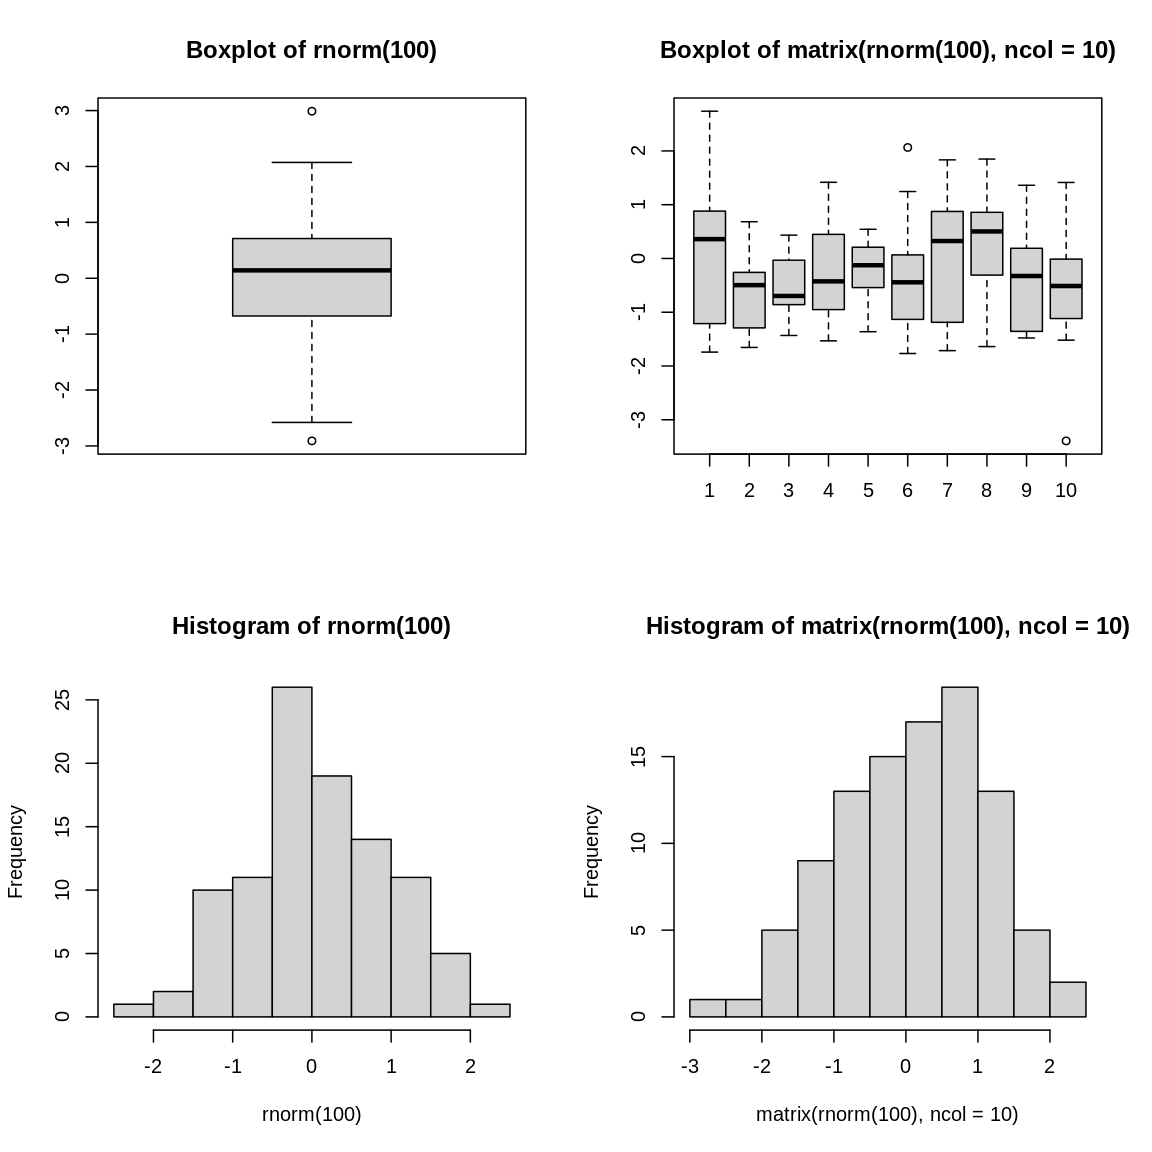 Boxplot of rnorm(100)
3
2
1
0
-1
-2
-3
Boxplot of matrix(rnorm(100), ncol = 10)
2
1
0
-1
-2
-3
1 2 3 4 5 6 7 8 9 10
Histogram of rnorm(100)
Frequency
25
20
15
10
5
0
-2 -1 0 1 2
rnorm(100)
Histogram of matrix(rnorm(100), ncol = 10)
Frequency
15
10
5
0
-3 -2 -1 0 1 2
matrix(rnorm(100), ncol = 10)